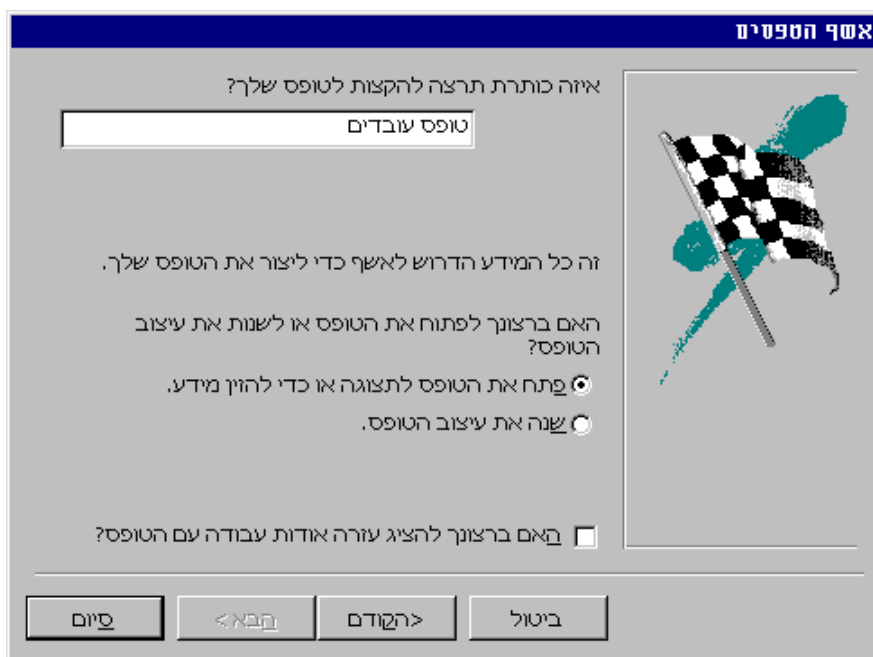 אשף הטפסים
איזה כותרת תרצה להקצות לטופס שלך?
טופס עובדים
זה כל המידע הדרוש לאשף כדי ליצור את הטופס שלך.
האם ברצונך לפתוח את הטופס או לשנות את עיצוב
הטופס?
פתח את הטופס לתצוגה או כדי להזין מידע.
שנה את עיצוב הטופס.
האם ברצונך להציג עזרה אודות עבודה עם הטופס?
ביטול
<הקודם
הבא>
סיום